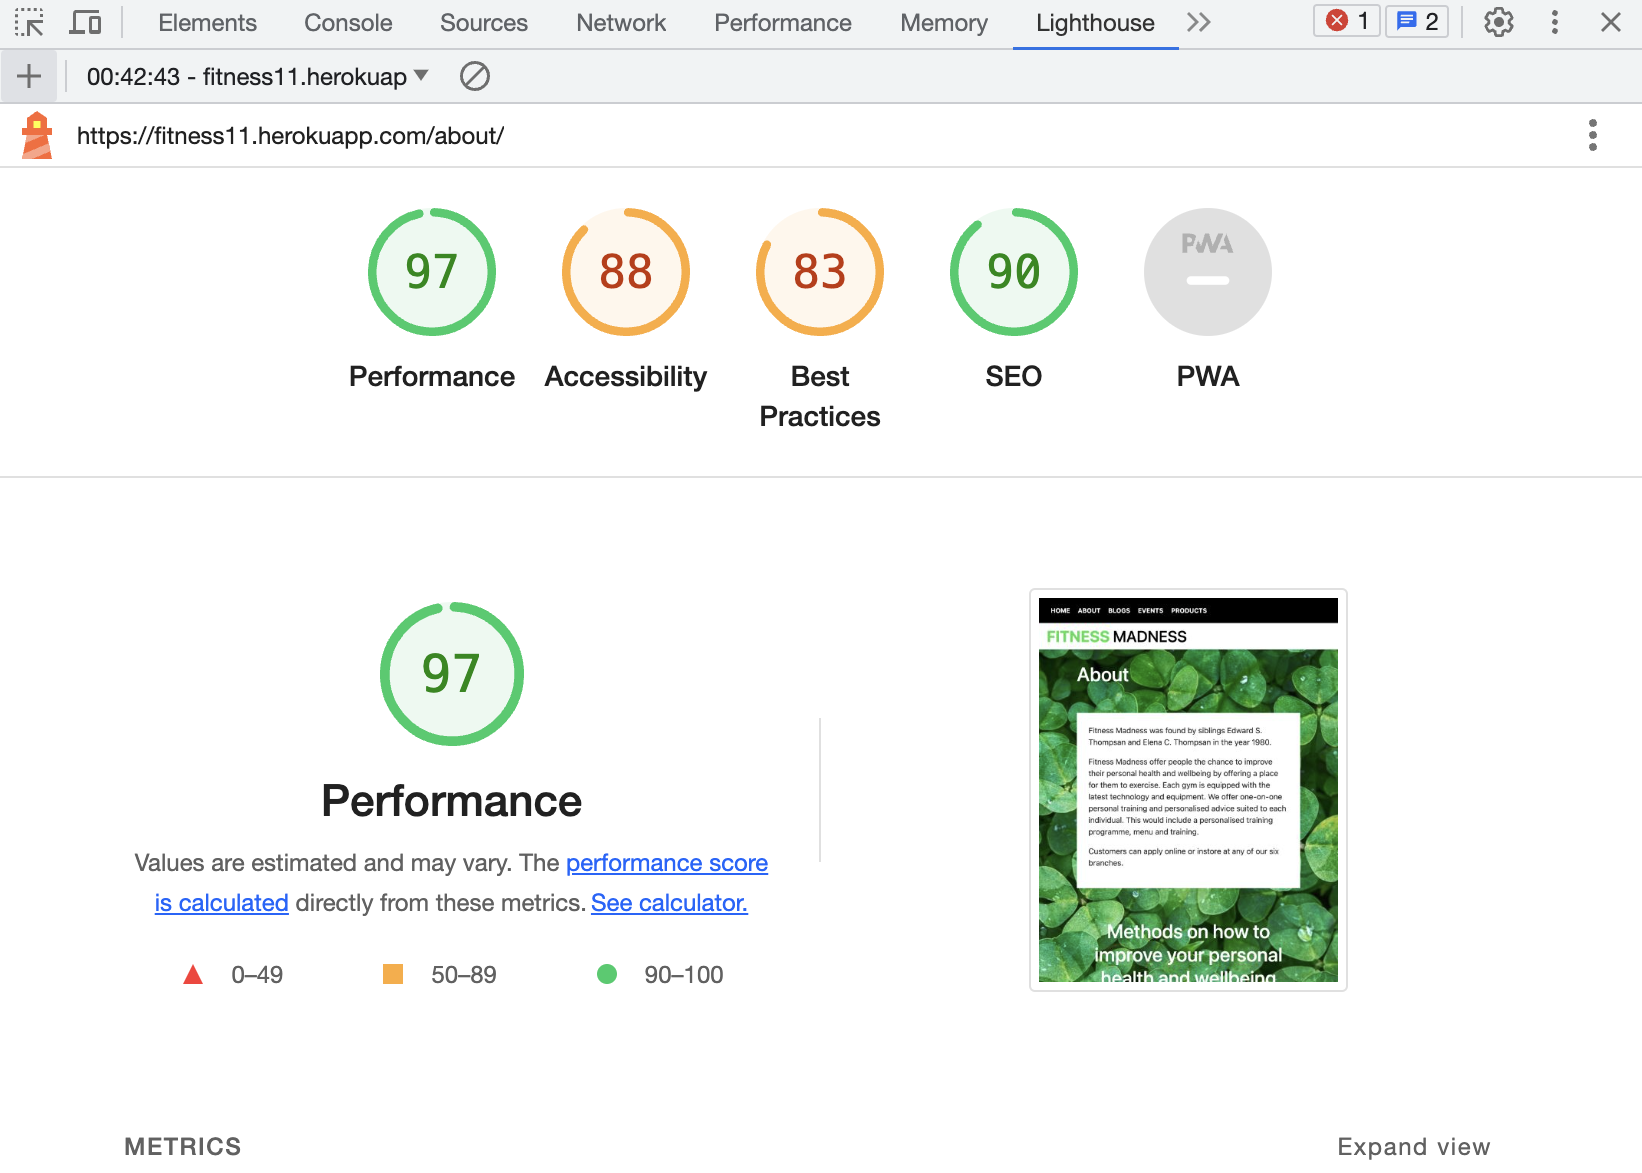 Elements Console Sources Network Performance Memory Lighthouse 1 2
00:42:43 - fitness11.herokuap
https://fitness11.herokuapp.com/about/
97 88 83 90 PWA
Performance Accessibility Best Practices SEO PWA
97
Performance
Values are estimated and may vary. The performance score
is calculated directly from these metrics. See calculator.
0–49 50–89 90–100
HOME ABOUT BLOGS EVENTS PRODUCTS
FITNESS MADNESS
About
Fitness Madness was found by siblings Edward S.
Thompsan and Elena C. Thompsan in the year 1980.
Fitness Madness offer people the chance to improve
their personal health and wellbeing by offering a place
for them to exercise. Each gym is equipped with the
latest technology and equipment. We offer one-on-one
personal training and personalised advice suited to each
individual. This would include a personalised training
programme, menu and training.
Customers can apply online or instore at any of our six
branches.
Methods on how to
improve your personal
health and wellbeing
METRICS
Expand view